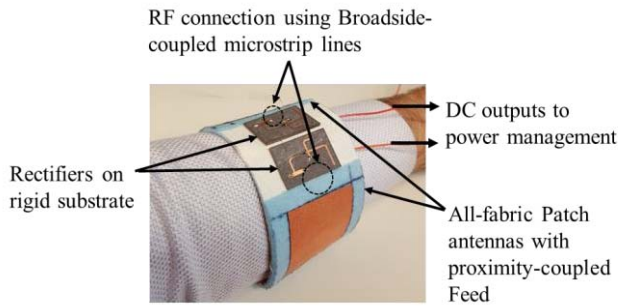 RF connection using Broadside-
coupled microstrip lines
DC outputs to
power management
Rectifiers on
rigid substrate
All-fabric Patch
antennas with
proximity-coupled
Feed